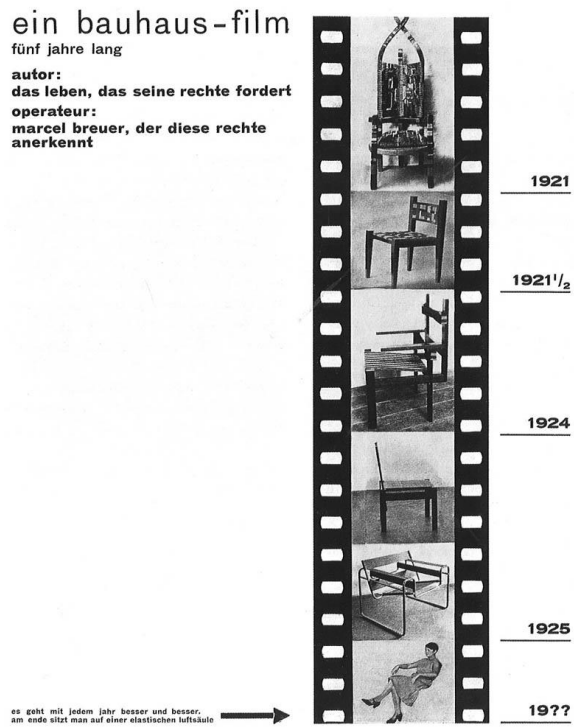 ein bauhaus-film
fünf jahre lang
autor:
das leben, das seine rechte fordert
operateur:
marcel breuer, der diese rechte
anerkennt
1921
1921½
1924
1925
19??
es geht mit jedem jahr besser und besser.
am ende sitzt man auf einer elastischen luftsäule